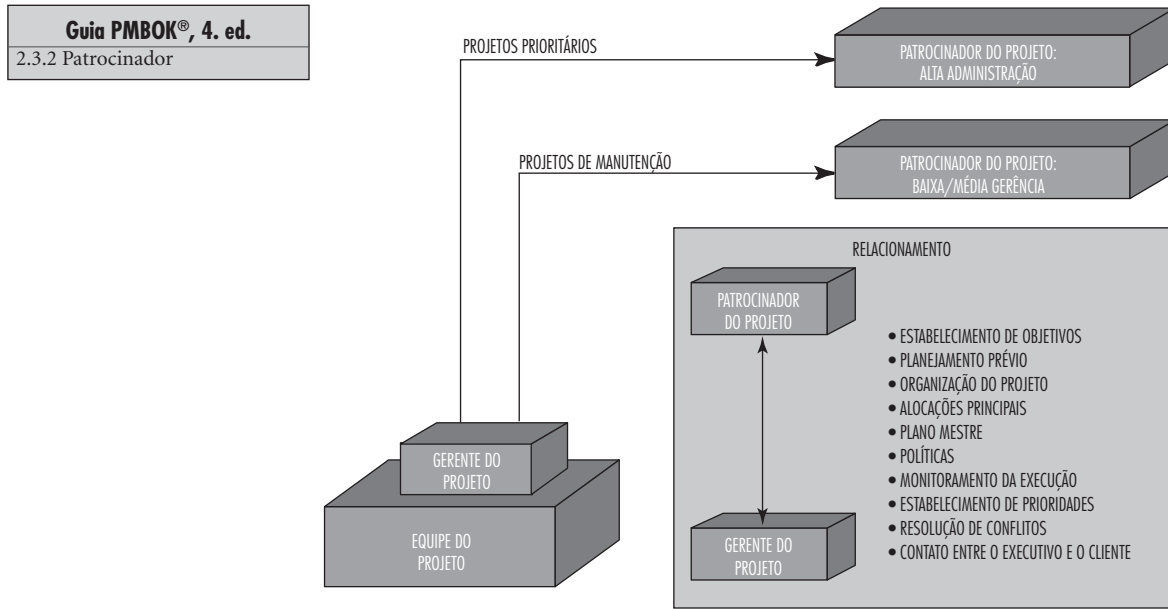 Guia PMBOK®, 4. ed.
2.3.2 Patrocinador
PROJETOS PRIORITÁRIOS
PATROCINADOR DO PROJETO:
ALTA ADMINISTRAÇÃO
PROJETOS DE MANUTENÇÃO
PATROCINADOR DO PROJETO:
BAIXA/MÉDIA GERÊNCIA
GERENTE DO
PROJETO
EQUIPE DO
PROJETO
RELACIONAMENTO
PATROCINADOR
DO PROJETO
• ESTABELECIMENTO DE OBJETIVOS
• PLANEJAMENTO PRÉVIO
• ORGANIZAÇÃO DO PROJETO
• ALOCAÇÕES PRINCIPAIS
• PLANO MESTRE
• POLÍTICAS
• MONITORAMENTO DA EXECUÇÃO
• ESTABELECIMENTO DE PRIORIDADES
• RESOLUÇÃO DE CONFLITOS
• CONTATO ENTRE O EXECUTIVO E O CLIENTE
GERENTE DO
PROJETO